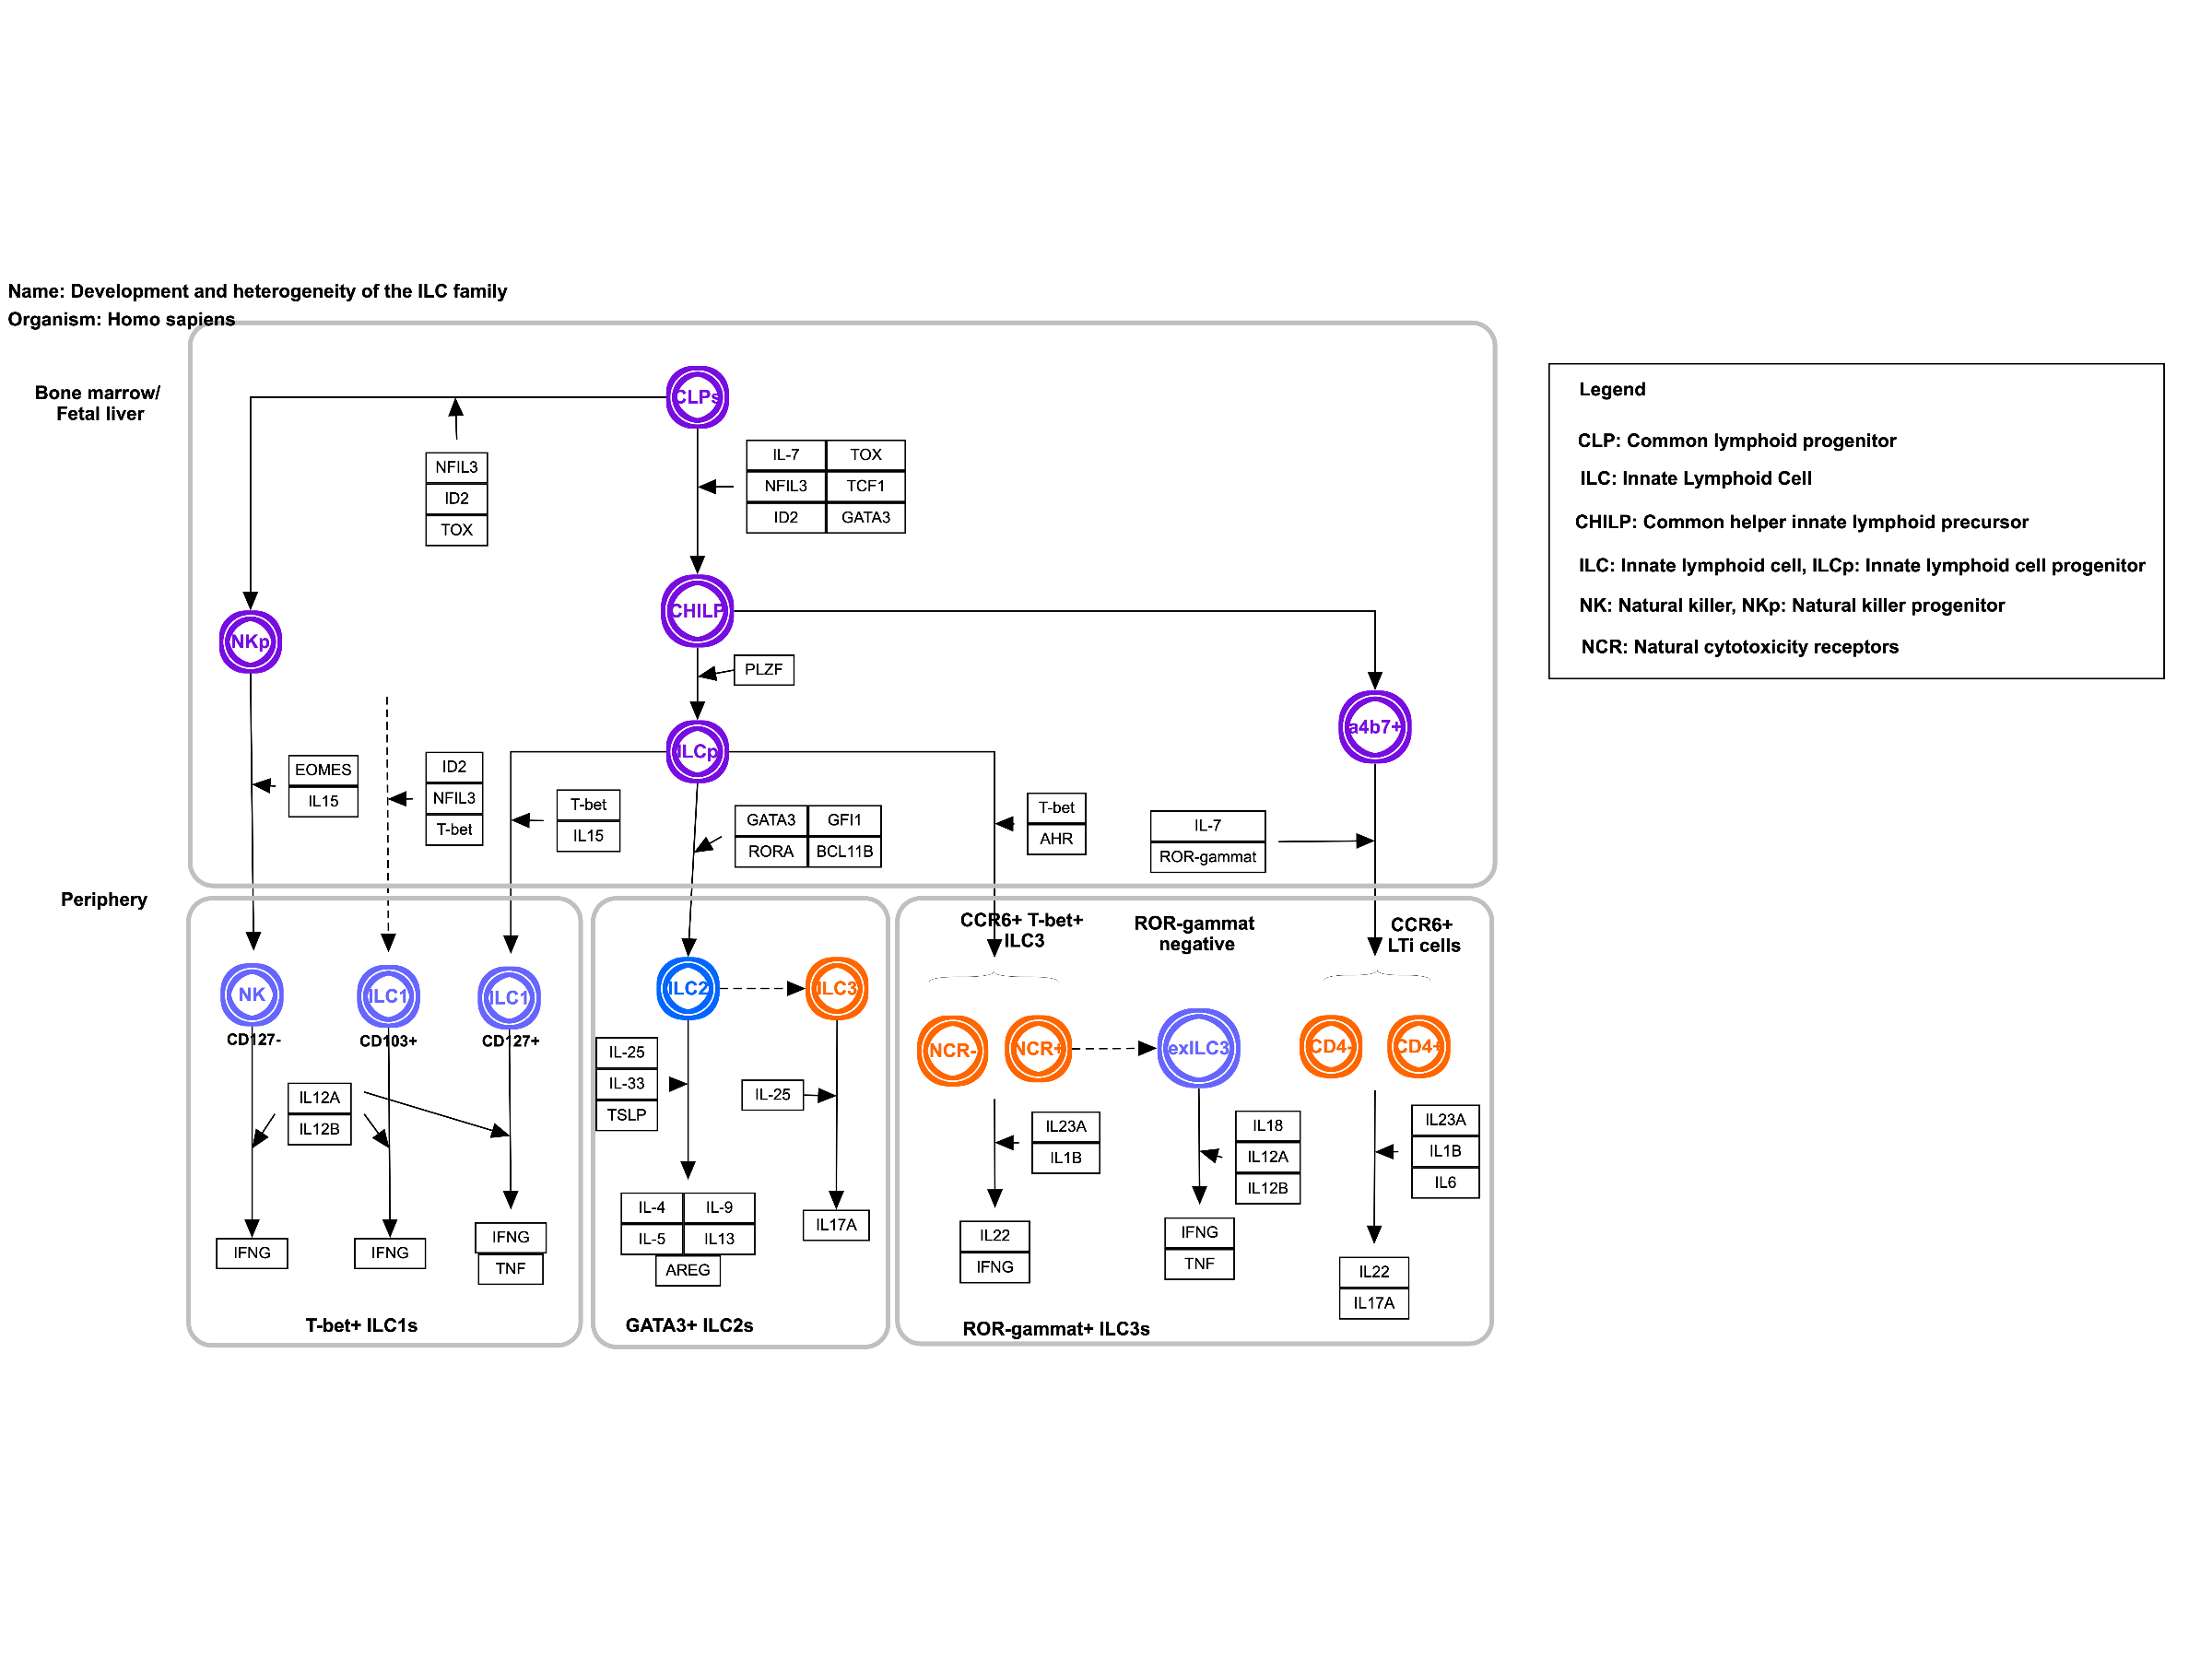 Name: Development and heterogeneity of the ILC family
Organism: Homo sapiens
Bone marrow/
Fetal liver
CLPs
NFIL3
ID2
TOX
IL-7 TOX
NFIL3 TCF1
ID2 GATA3
NKp
CHILP
PLZF
ILCp
a4b7+
EOMES
IL15
ID2
NFIL3
T-bet
T-bet
IL15
GATA3 GFI1
RORA BCL11B
T-bet
AHR
IL-7
ROR-gammat
Legend
CLP: Common lymphoid progenitor
ILC: Innate Lymphoid Cell
CHILP: Common helper innate lymphoid precursor
ILC: Innate lymphoid cell, ILCp: Innate lymphoid cell progenitor
NK: Natural killer, NKp: Natural killer progenitor
NCR: Natural cytotoxicity receptors
Periphery
NK
CD127-
ILC1
CD103+
ILC1
CD127+
IL12A
IL12B
IFNG
IFNG
IFNG
TNF
T-bet+ ILC1s
ILC2
ILC3
IL-25
IL-33
TSLP
IL-25
IL-4 IL-9
IL-5 IL13
AREG
IL17A
GATA3+ ILC2s
CCR6+ T-bet+
ILC3
ROR-gammat
negative
CCR6+
LTi cells
NCR-
NCR+
exILC3
CD4-
CD4+
IL23A
IL1B
IL18
IL12A
IL12B
IL23A
IL1B
IL6
IL22
IFNG
IFNG
TNF
IL22
IL17A
ROR-gammat+ ILC3s